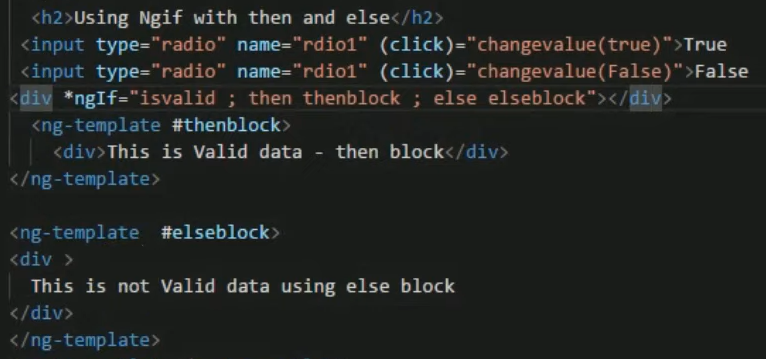 <h2>Using Ngif with then and else</h2>
<input type="radio" name="rdio1" (click)="changevalue(true)">True
<input type="radio" name="rdio1" (click)="changevalue(False)">False
<div *ngIf="isvalid ; then thenblock ; else elseblock"></div>
<ng-template #thenblock>
<div>This is Valid data - then block</div>
</ng-template>
<ng-template  #elseblock>
<div >
This is not Valid data using else block
</div>
</ng-template>